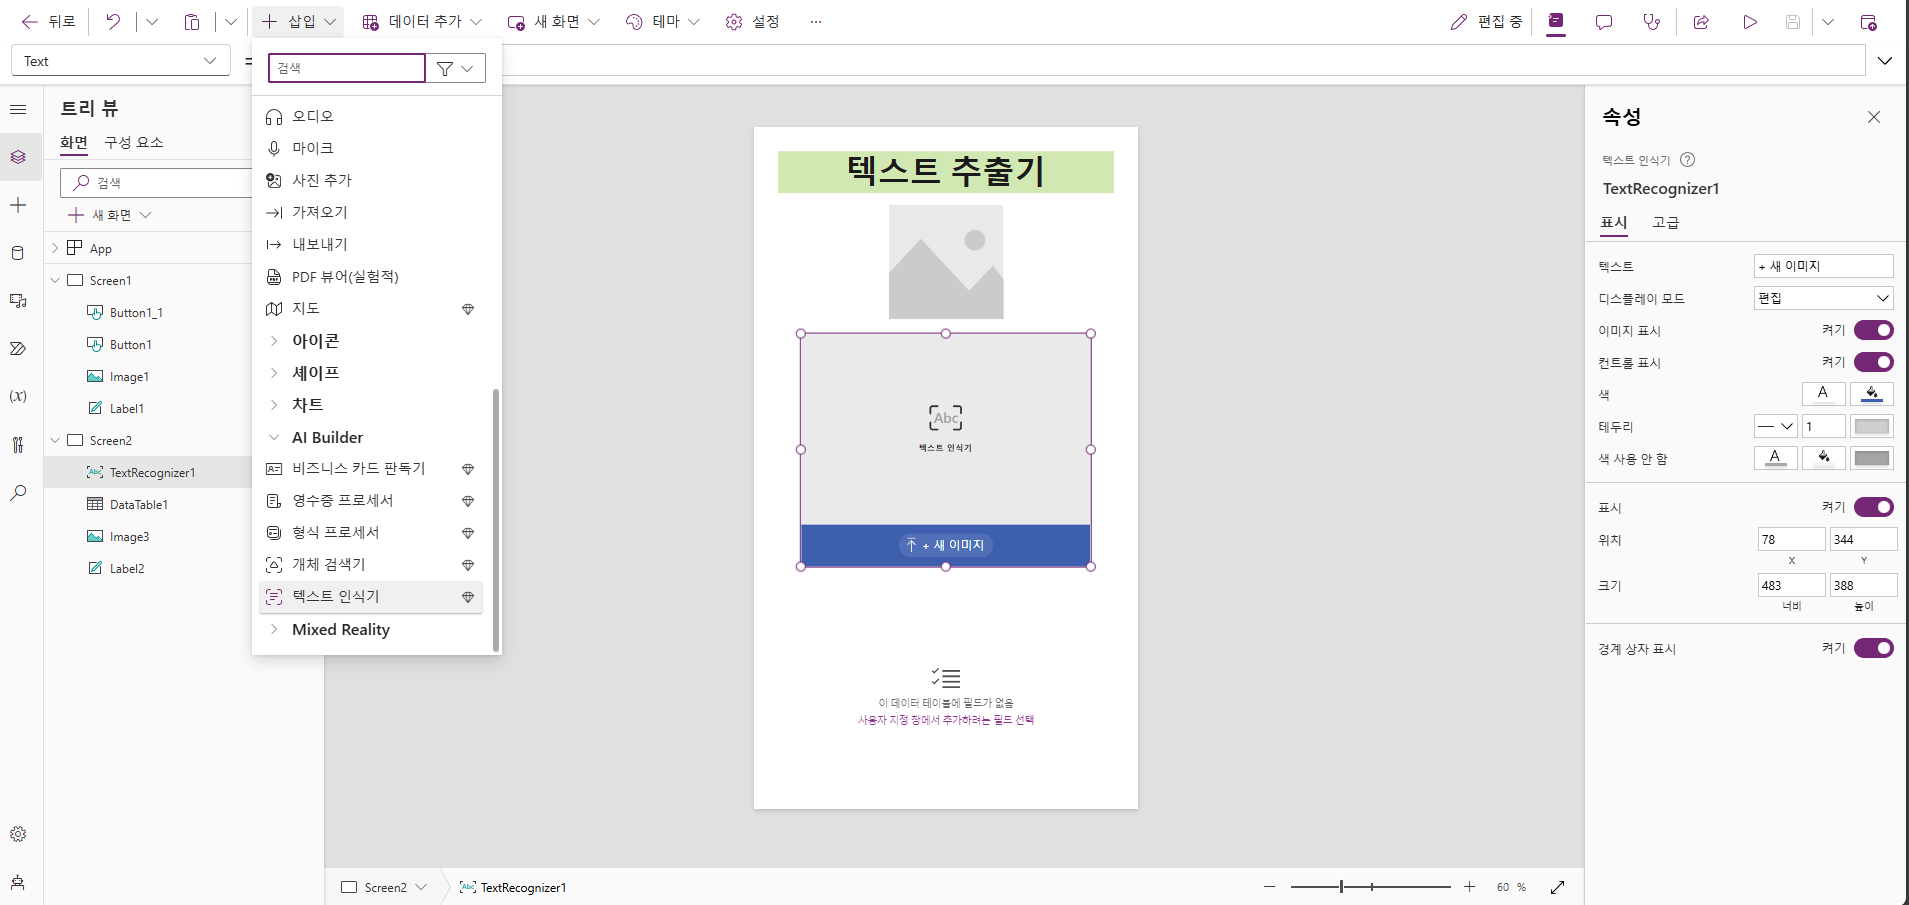 뒤로
삽입
데이터 추가
새 화면
테마
설정
편집 중
Text
=
트리 뷰
화면
구성 요소
검색
새 화면
App
Screen1
Button1_1
Button1
Image1
Label1
Screen2
TextRecognizer1
DataTable1
Image3
Label2
검색
오디오
마이크
사진 추가
가져오기
내보내기
PDF 뷰어(실험적)
지도
아이콘
셰이프
차트
AI Builder
비즈니스 카드 판독기
영수증 프로세서
형식 프로세서
개체 검색기
텍스트 인식기
Mixed Reality
텍스트 추출기
Abc
텍스트 인식기
+ 새 이미지
이 데이터 테이블에 필드가 없음
사용자 지정 창에서 추가하려는 필드 선택
Screen2
TextRecognizer1
60 %
속성
텍스트 인식기
TextRecognizer1
표시
고급
텍스트
+ 새 이미지
디스플레이 모드
편집
이미지 표시
켜기
컨트롤 표시
켜기
색
A
테두리
1
색 사용 안 함
A
표시
켜기
위치
78
344
X
Y
크기
483
388
너비
높이
경계 상자 표시
켜기